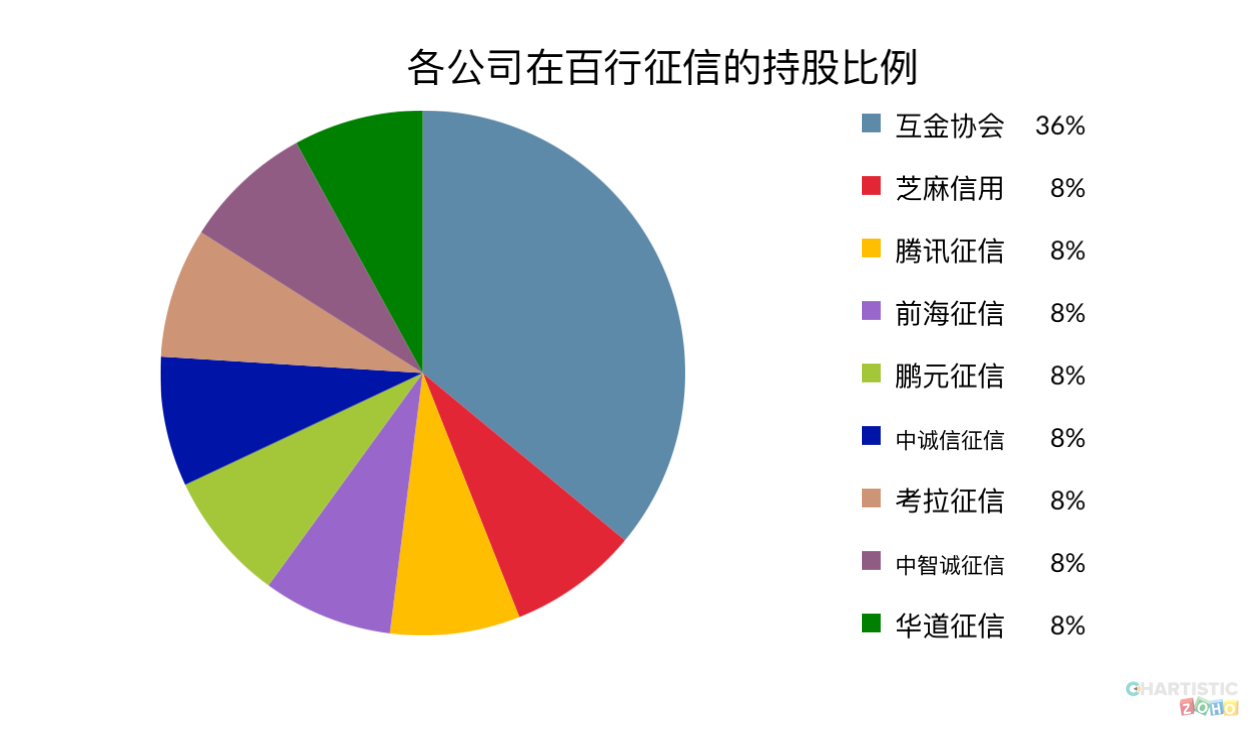 各公司在百行征信的持股比例
互金协会 36%
芝麻信用 8%
腾讯征信 8%
前海征信 8%
鹏元征信 8%
中诚信征信 8%
考拉征信 8%
中智诚征信 8%
华道征信 8%
CHARTISTIC
ZOHO